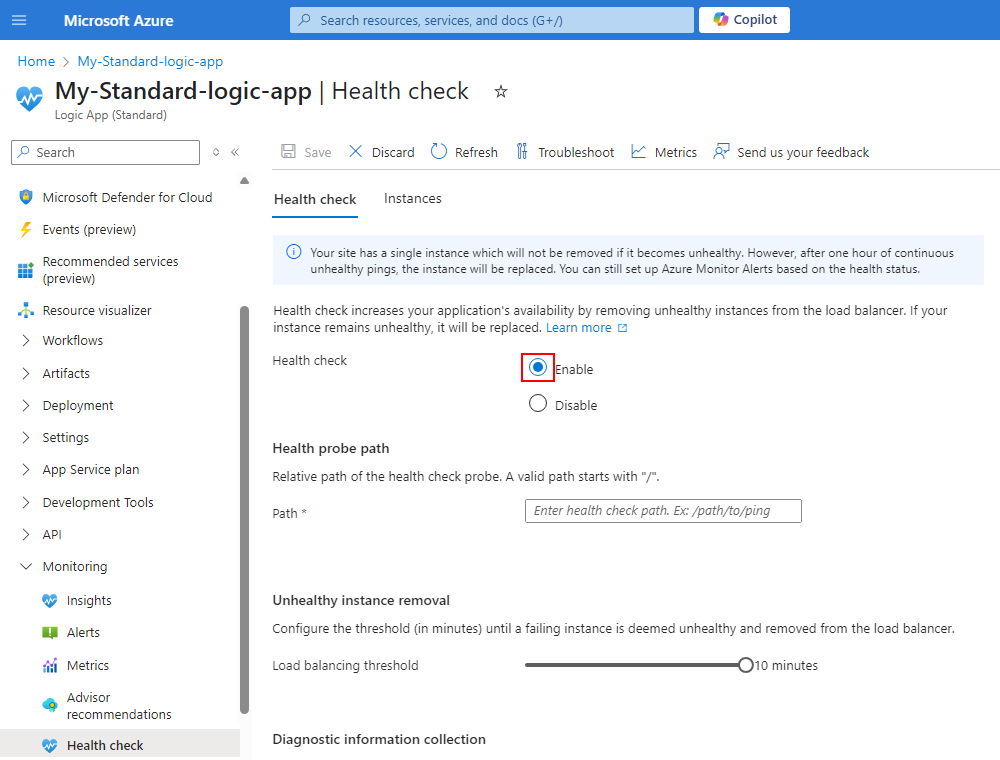 Microsoft Azure
Search resources, services, and docs (G+/)
Copilot
Home > My-Standard-logic-app
My-Standard-logic-app | Health check
Logic App (Standard)
Search
Save
Discard
Refresh
Troubleshoot
Metrics
Send us your feedback
Microsoft Defender for Cloud
Events (preview)
Recommended services
(preview)
Resource visualizer
Workflows
Artifacts
Deployment
Settings
App Service plan
Development Tools
API
Monitoring
Insights
Alerts
Metrics
Advisor
recommendations
Health check
Health check
Instances
Your site has a single instance which will not be removed if it becomes unhealthy. However, after one hour of continuous
unhealthy pings, the instance will be replaced. You can still set up Azure Monitor Alerts based on the health status.
Health check increases your application's availability by removing unhealthy instances from the load balancer. If your
instance remains unhealthy, it will be replaced. Learn more
Health check
Enable
Disable
Health probe path
Relative path of the health check probe. A valid path starts with "/".
Path *
Enter health check path. Ex: /path/to/ping
Unhealthy instance removal
Configure the threshold (in minutes) until a failing instance is deemed unhealthy and removed from the load balancer.
Load balancing threshold
10 minutes
Diagnostic information collection